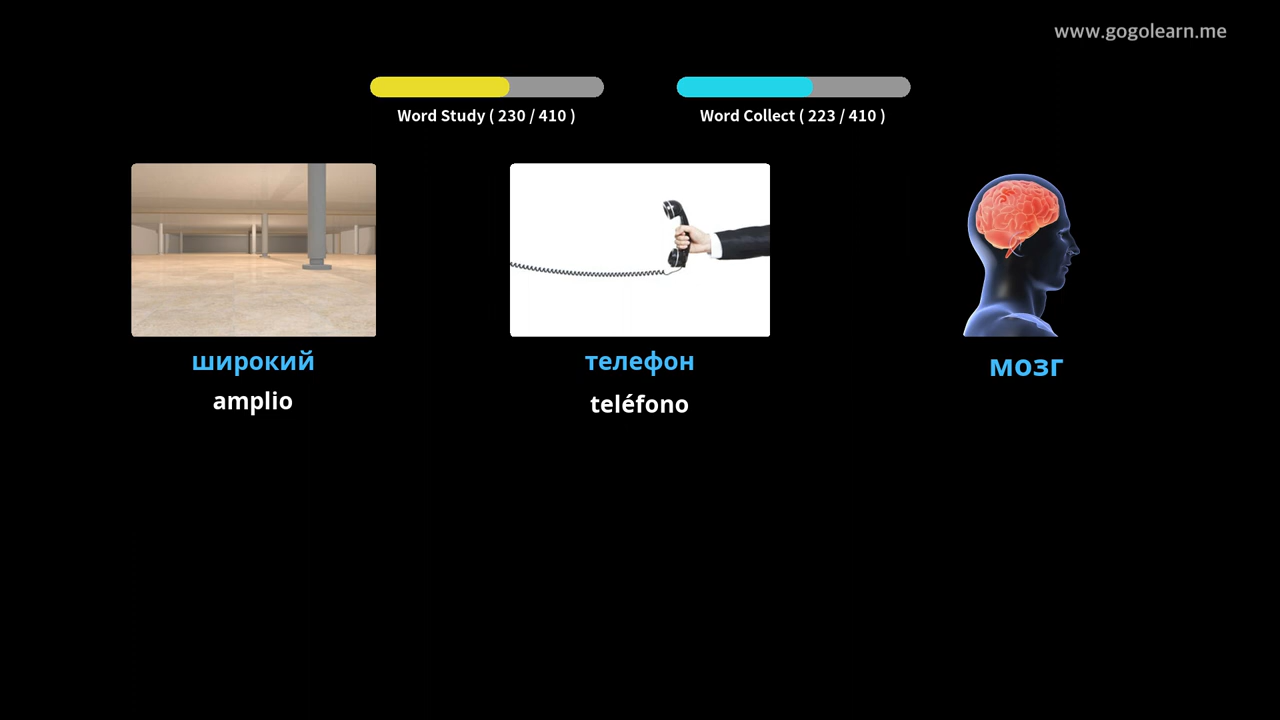 www.gogolearn.me
Word Study ( 230 / 410 )
Word Collect ( 223 / 410 )
широкий
телефон
мозг
amplio
teléfono